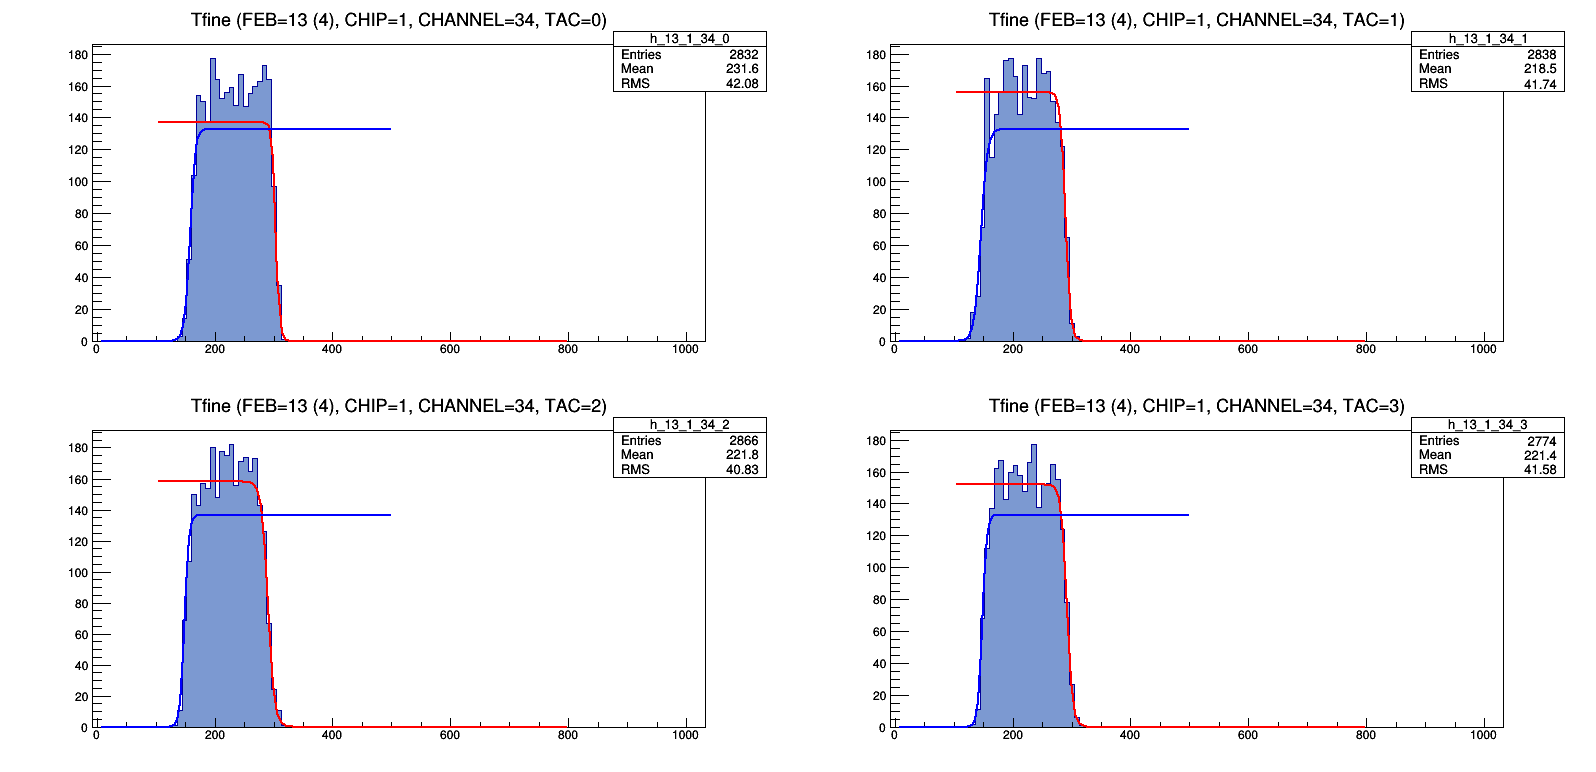 Tfine (FEB=13 (4), CHIP=1, CHANNEL=34, TAC=0)
h_13_1_34_0
Entries 2832
Mean 231.6
RMS 42.08
180
160
140
120
100
80
60
40
20
0
0 200 400 600 800 1000
Tfine (FEB=13 (4), CHIP=1, CHANNEL=34, TAC=1)
h_13_1_34_1
Entries 2838
Mean 218.5
RMS 41.74
180
160
140
120
100
80
60
40
20
0
0 200 400 600 800 1000
Tfine (FEB=13 (4), CHIP=1, CHANNEL=34, TAC=2)
h_13_1_34_2
Entries 2866
Mean 221.8
RMS 40.83
180
160
140
120
100
80
60
40
20
0
0 200 400 600 800 1000
Tfine (FEB=13 (4), CHIP=1, CHANNEL=34, TAC=3)
h_13_1_34_3
Entries 2774
Mean 221.4
RMS 41.58
180
160
140
120
100
80
60
40
20
0
0 200 400 600 800 1000